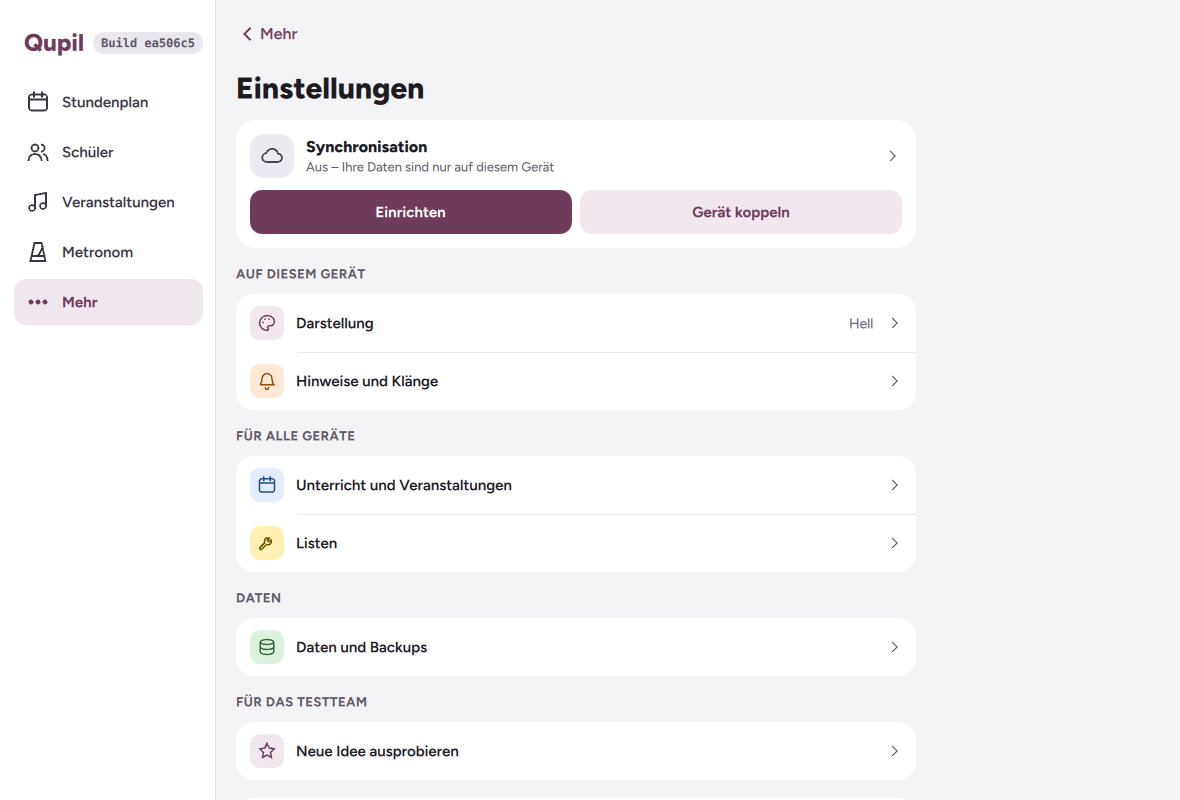 Qupil Build ea506c5
Stundenplan
Schüler
Veranstaltungen
Metronom
Mehr
Mehr
Einstellungen
Synchronisation
Aus – Ihre Daten sind nur auf diesem Gerät
Einrichten
Gerät koppeln
AUF DIESEM GERÄT
Darstellung Hell
Hinweise und Klänge
FÜR ALLE GERÄTE
Unterricht und Veranstaltungen
Listen
DATEN
Daten und Backups
FÜR DAS TESTTEAM
Neue Idee ausprobieren